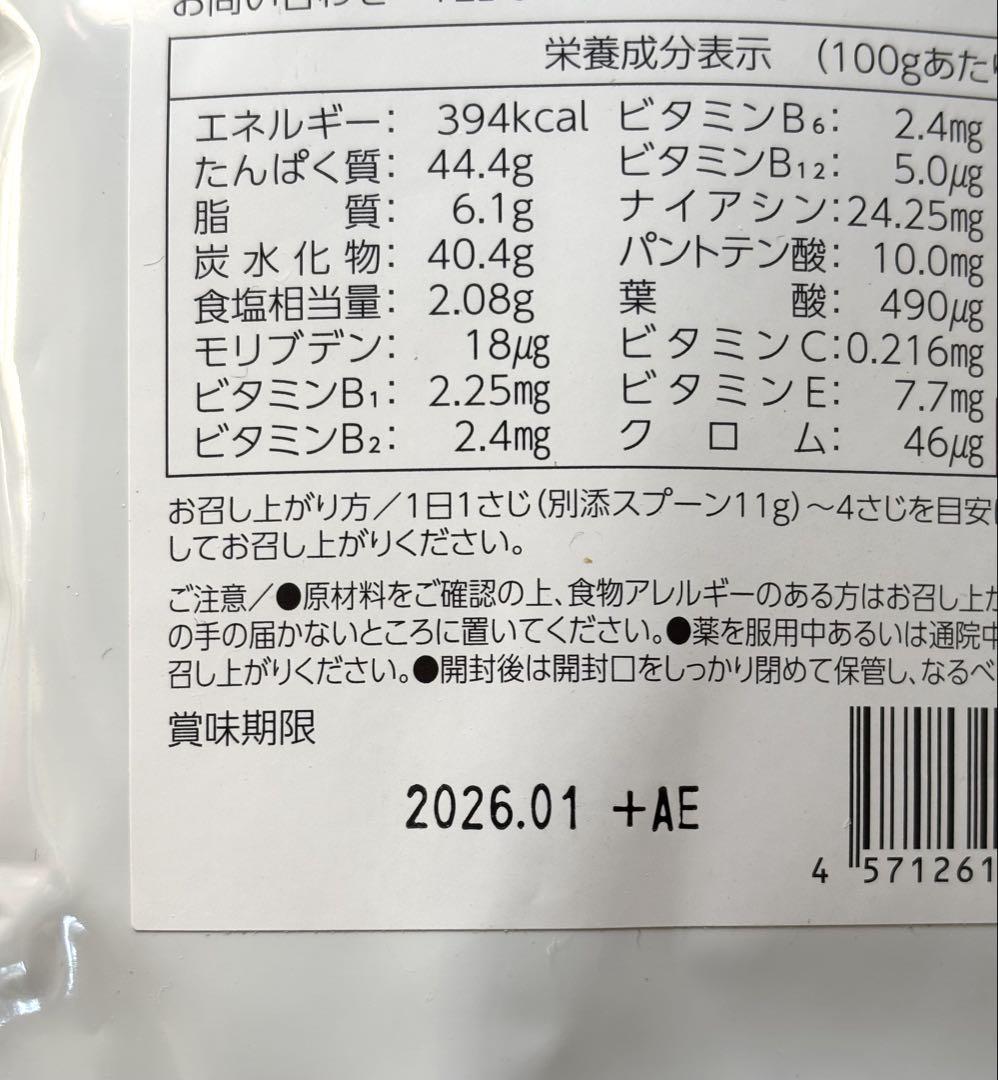 お問い合わせ
栄養成分表示 (100gあたり
エネルギー: 394kcal ビタミンB6: 2.4mg
たんぱく質: 44.4g ビタミンB12: 5.0μg
脂質: 6.1g ナイアシン:24.25mg
炭水化物: 40.4g パントテン酸: 10.0mg
食塩相当量: 2.08g 葉酸: 490μg
モリブデン: 18μg ビタミンC:0.216mg
ビタミンB1: 2.25mg ビタミンE: 7.7mg
ビタミンB2: 2.4mg クロム: 46μg
お召し上がり方/1日1さじ(別添スプーン11g)〜4さじを目安
してお召し上がりください。
ご注意/●原材料をご確認の上、食物アレルギーのある方はお召し上が
の手の届かないところに置いてください。●薬を服用中あるいは通院中
召し上がりください。●開封後は開封口をしっかり閉めて保管し、なるべ
賞味期限
2026.01 +AE
4 571261